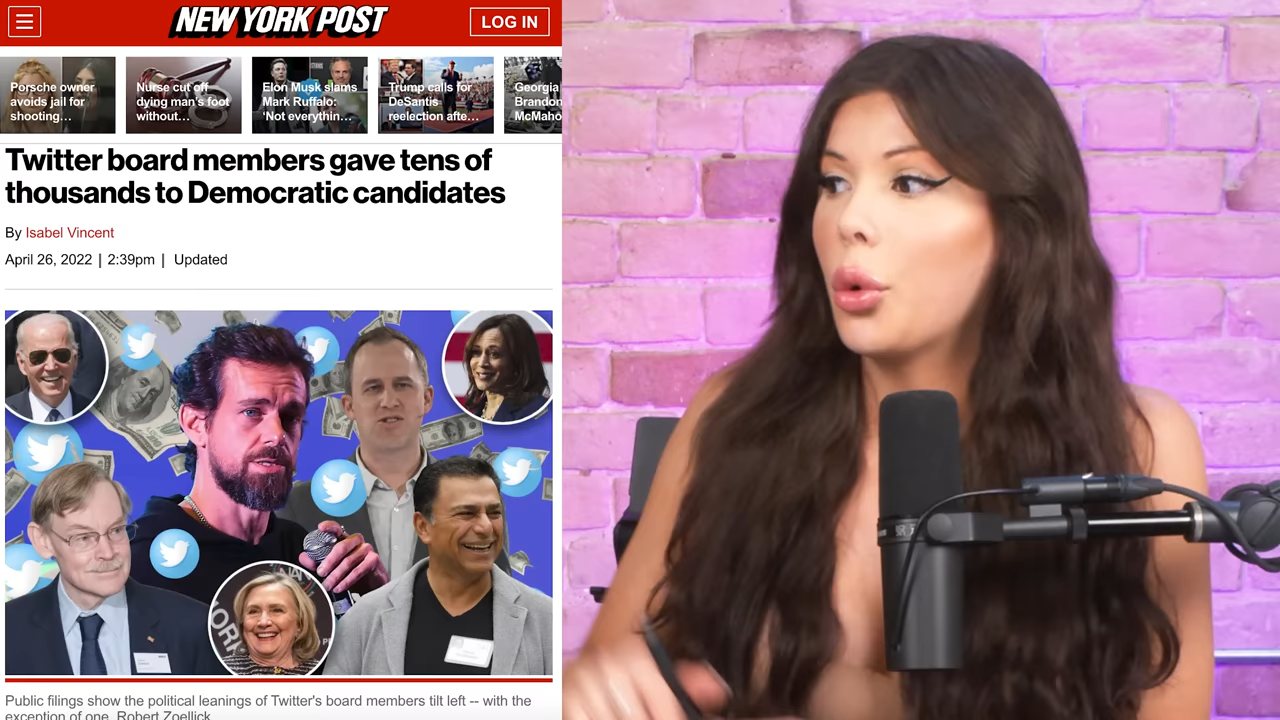 NEW YORK POST
LOG IN
Porsche owner
avoids jail for
shooting…
Nurse cut off
dying man's foot
without…
Elon Musk slams
Mark Ruffalo:
'Not everythin…
Trump calls for
DeSantis
reelection afte…
Georgia
Brandon
McMaho
Twitter board members gave tens of
thousands to Democratic candidates
By Isabel Vincent
April 26, 2022 | 2:39pm | Updated
Public filings show the political leanings of Twitter's board members tilt left -- with the
exception of one, Robert Zoellick